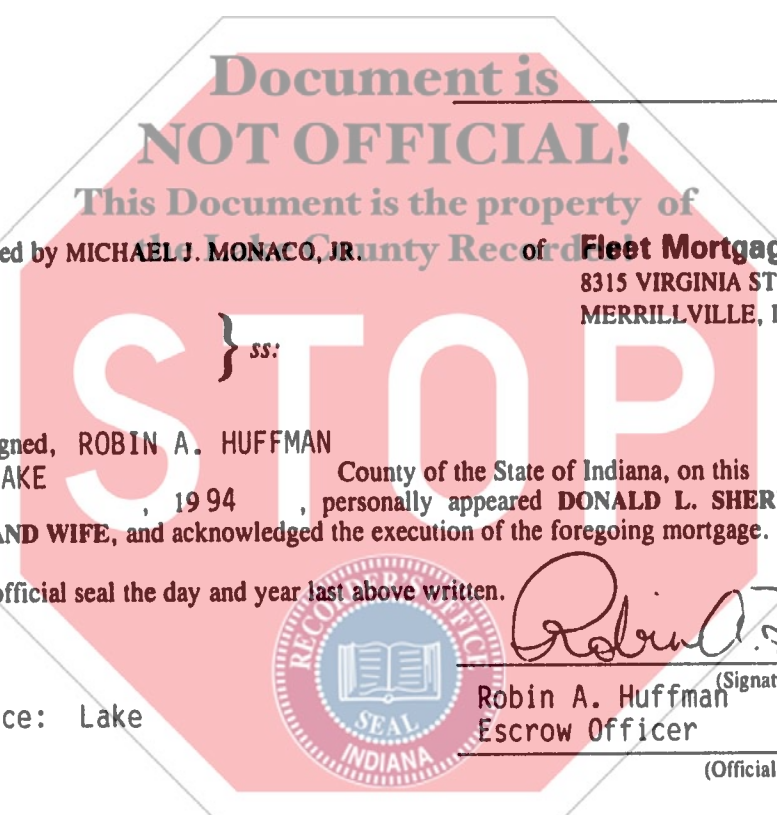 Document is
NOT OFFICIAL!
This Document is the property of
the Lake County Recorder!
ed by MICHAEL J. MONACO, JR. of Fleet Mortgag
8315 VIRGINIA ST
MERRILLVILLE, I
} ss:
STOP
gned, ROBIN A. HUFFMAN
AKE County of the State of Indiana, on this
, 1994 , personally appeared DONALD L. SHER
AND WIFE, and acknowledged the execution of the foregoing mortgage.
official seal the day and year last above written.
RECORDER'S OFFICE
SEAL
INDIANA
Robin A.
(Signat
Robin A. Huffman
Escrow Officer
ce: Lake
(Official